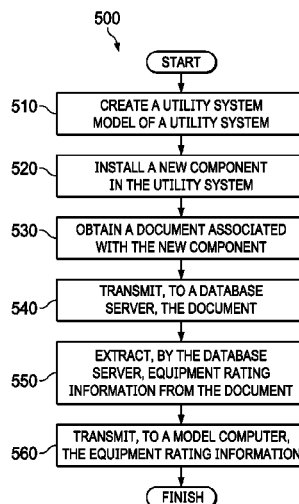 500
START
510
CREATE A UTILITY SYSTEM
MODEL OF A UTILITY SYSTEM
520
INSTALL A NEW COMPONENT
IN THE UTILITY SYSTEM
530
OBTAIN A DOCUMENT ASSOCIATED
WITH THE NEW COMPONENT
540
TRANSMIT, TO A DATABASE
SERVER, THE DOCUMENT
550
EXTRACT, BY THE DATABASE
SERVER, EQUIPMENT RATING
INFORMATION FROM THE DOCUMENT
560
TRANSMIT, TO A MODEL COMPUTER,
THE EQUIPMENT RATING INFORMATION
FINISH